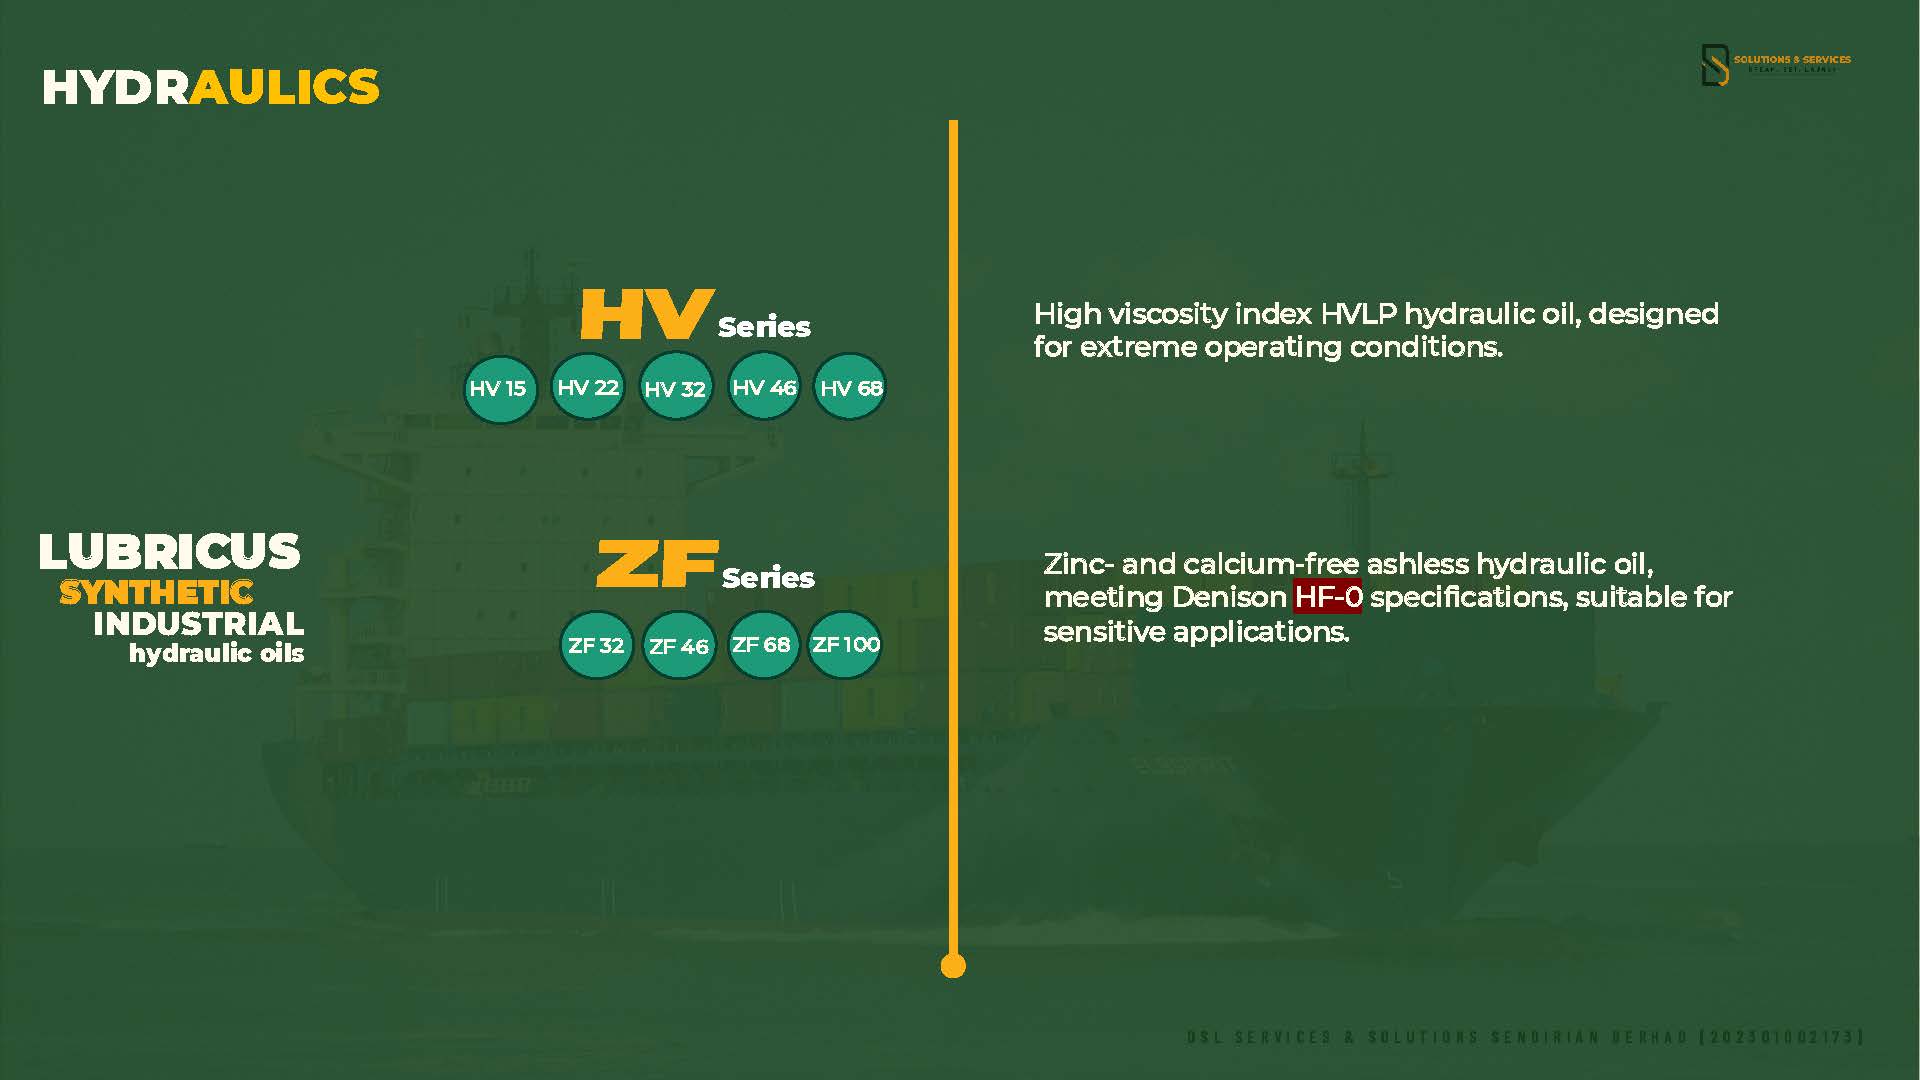 HYDRAULICS
SOLUTIONS & SERVICES
HV Series
HV 15 HV 22 HV 32 HV 46 HV 68
High viscosity index HVLP hydraulic oil, designed
for extreme operating conditions.
LUBRICUS
SYNTHETIC
INDUSTRIAL
hydraulic oils
ZF Series
ZF 32 ZF 46 ZF 68 ZF 100
Zinc- and calcium-free ashless hydraulic oil,
meeting Denison HF-0 specifications, suitable for
sensitive applications.
DSL SERVICES & SOLUTIONS SENDIRIAN BERHAD [202301002173]